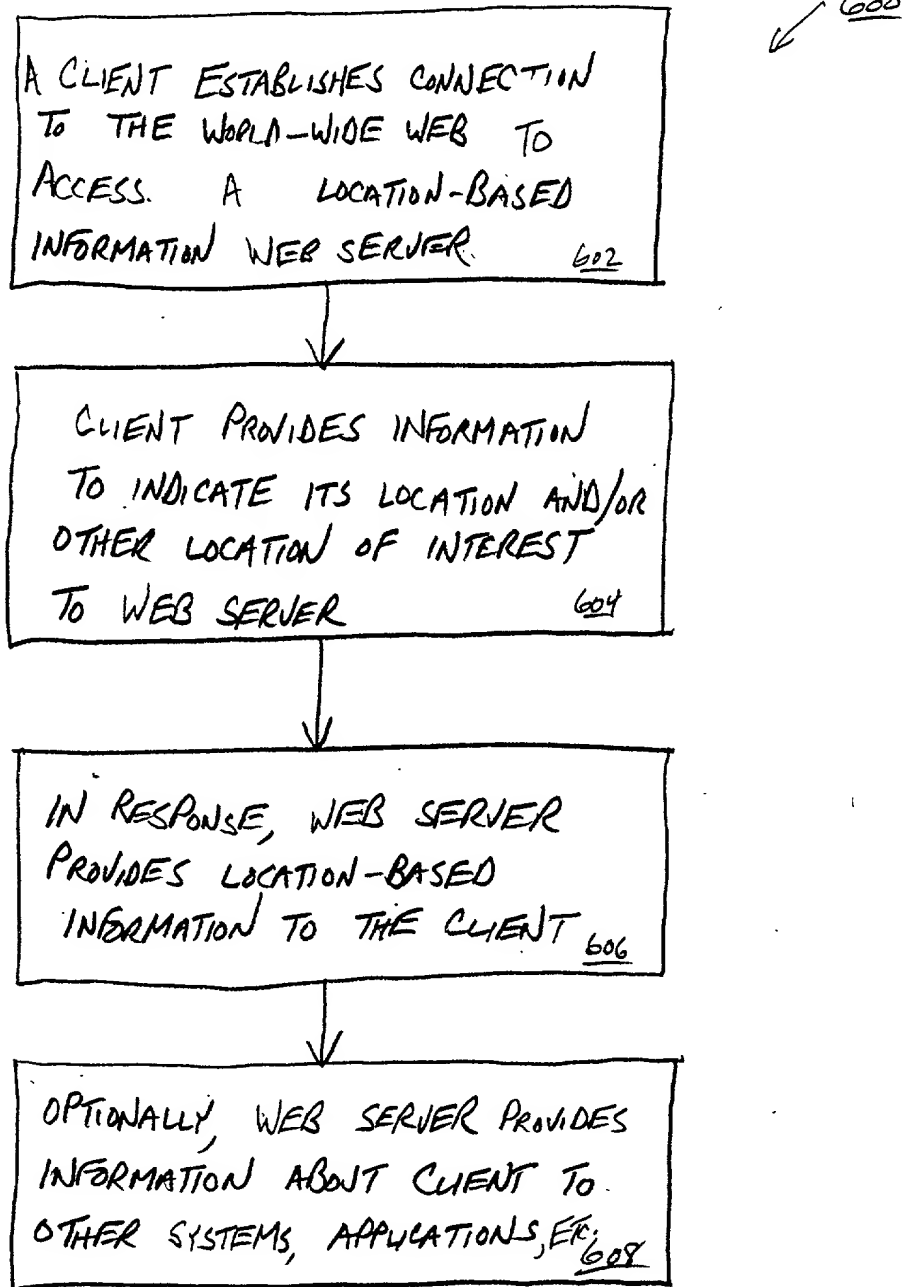 600
A CLIENT ESTABLISHES CONNECTION
TO THE WORLD-WIDE WEB TO
ACCESS. A LOCATION-BASED
INFORMATION WEB SERVER. 602
CLIENT PROVIDES INFORMATION
TO INDICATE ITS LOCATION AND/OR
OTHER LOCATION OF INTEREST
TO WEB SERVER 604
IN RESPONSE, WEB SERVER
PROVIDES LOCATION-BASED
INFORMATION TO THE CLIENT 606
OPTIONALLY, WEB SERVER PROVIDES
INFORMATION ABOUT CLIENT TO
OTHER SYSTEMS, APPLICATIONS, ETC. 608